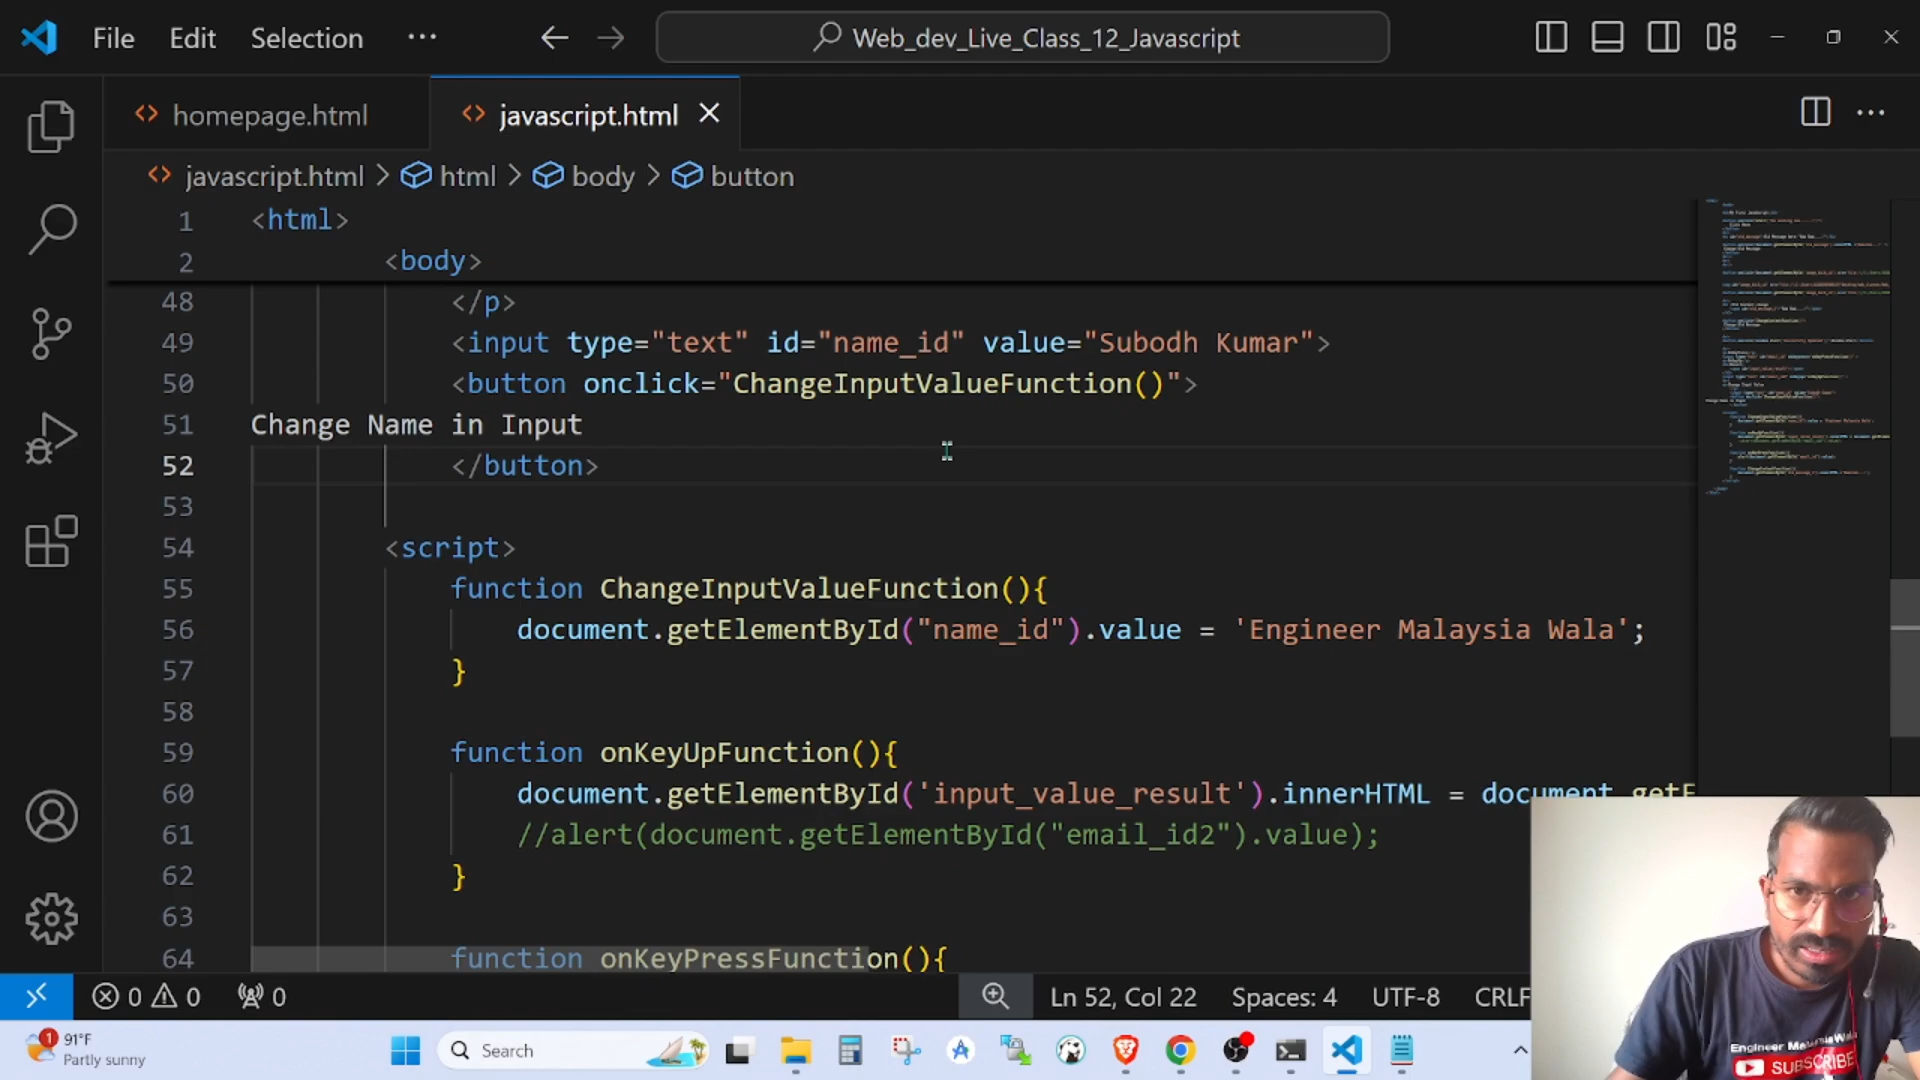 File Edit Selection ··· Web_dev_Live_Class_12_Javascript
homepage.html javascript.html
javascript.html > html > body > button
1 <html>
2 <body>
48 </p>
49 <input type="text" id="name_id" value="Subodh Kumar">
50 <button onclick="ChangeInputValueFunction()">
51 Change Name in Input
52 </button>
53
54 <script>
55 function ChangeInputValueFunction(){
56 document.getElementById("name_id").value = 'Engineer Malaysia Wala';
57 }
58
59 function onKeyUpFunction(){
60 document.getElementById('input_value_result').innerHTML = document.getE
61 //alert(document.getElementById("email_id2").value);
62 }
63
64 function onKeyPressFunction(){
0 0 0 Ln 52, Col 22 Spaces: 4 UTF-8 CRLF
1 91°F
Partly sunny
Search
Engineer Malaysia Wala
SUBSCRIBE